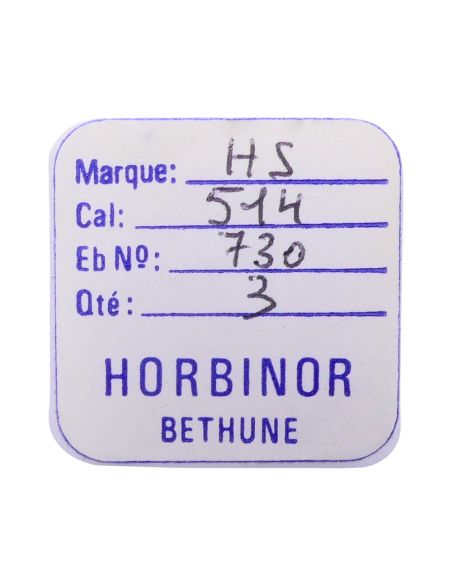 Marque: HS
Cal: 514
Eb Nº: 730
Qté: 3
HORBINOR
BETHUNE